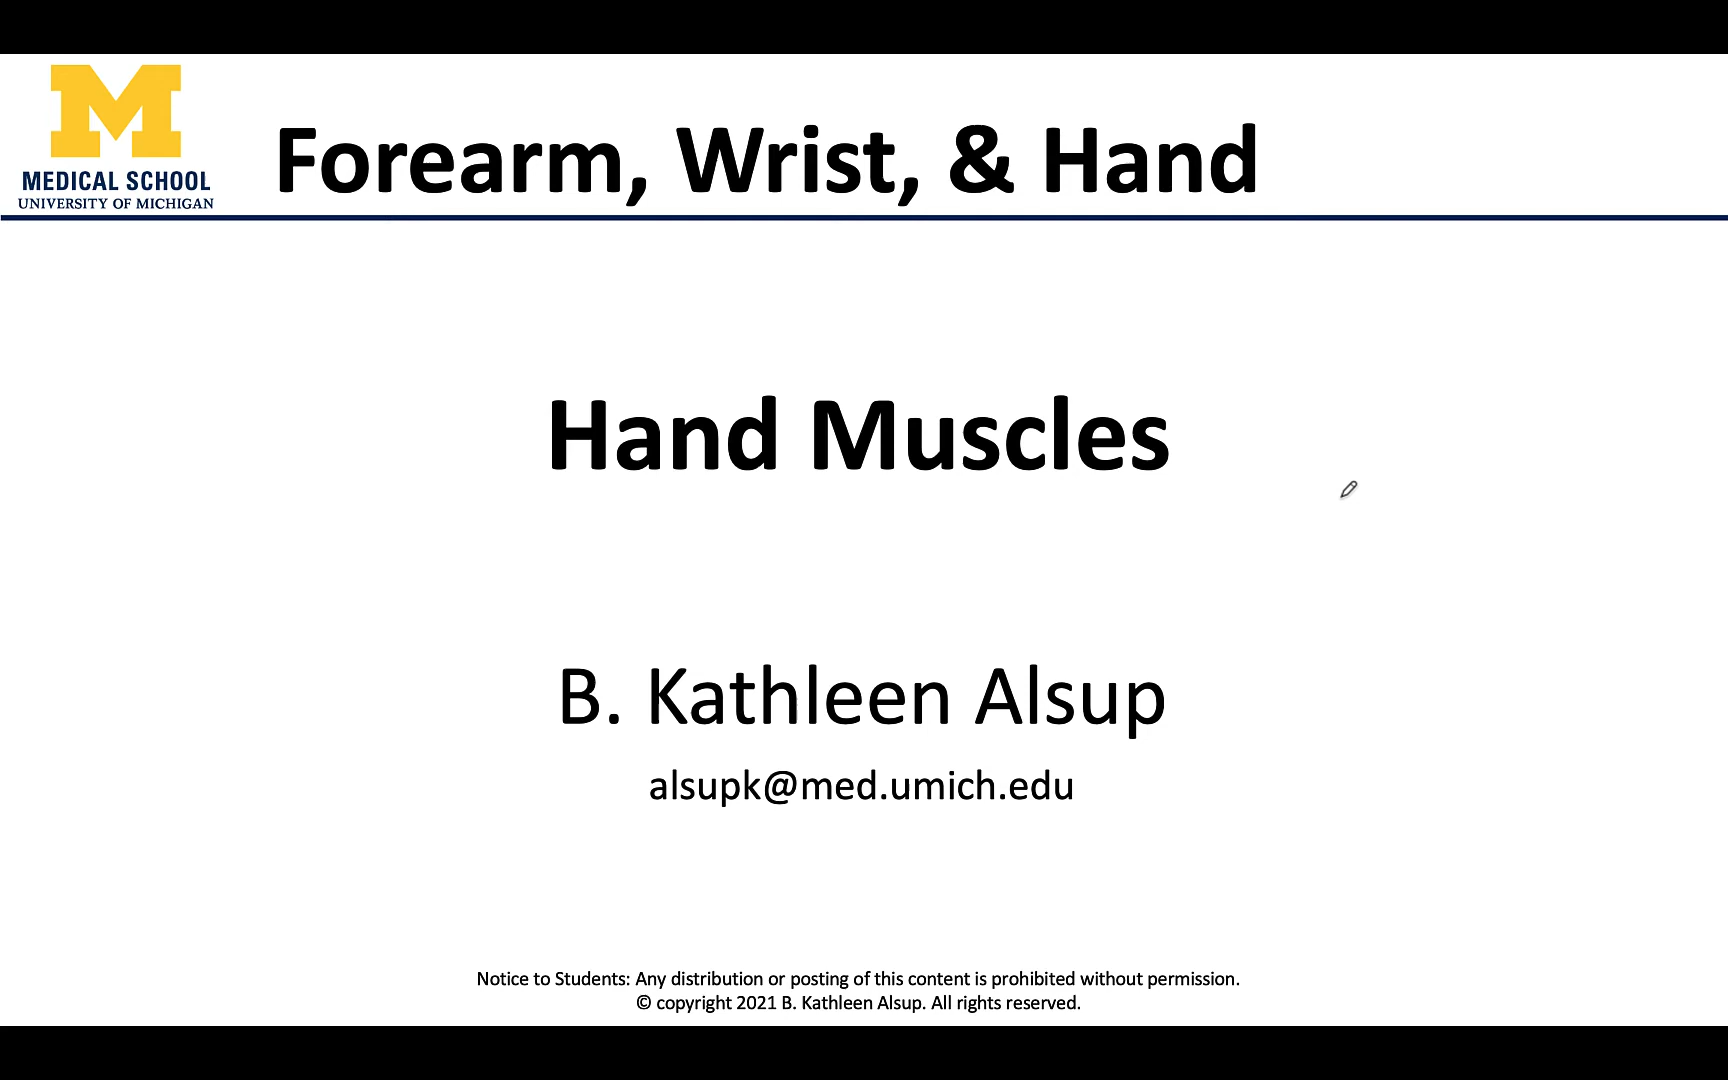 M
MEDICAL SCHOOL
UNIVERSITY OF MICHIGAN
Forearm, Wrist, & Hand
Hand Muscles
B. Kathleen Alsup
alsupk@med.umich.edu
Notice to Students: Any distribution or posting of this content is prohibited without permission.
© copyright 2021 B. Kathleen Alsup. All rights reserved.